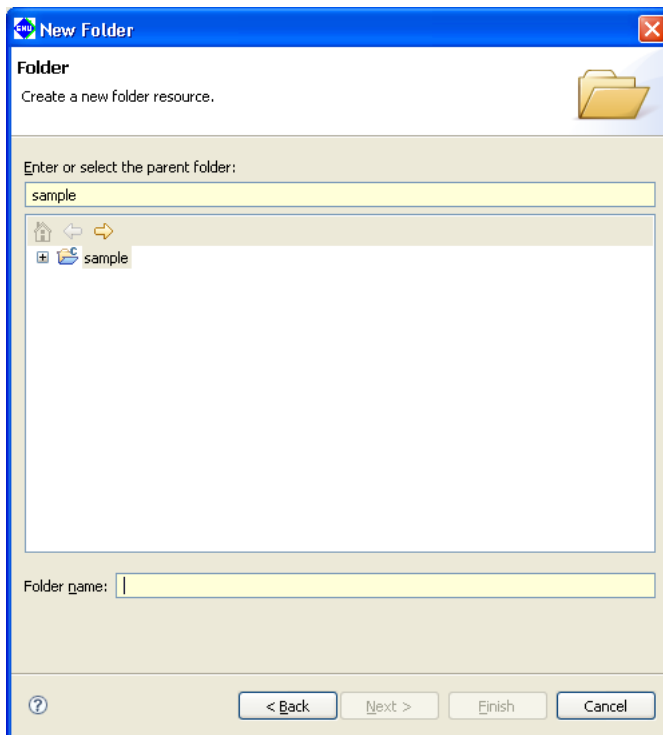 New Folder
Folder
Create a new folder resource.
Enter or select the parent folder:
sample
sample
Folder name:
< Back Next > Finish Cancel